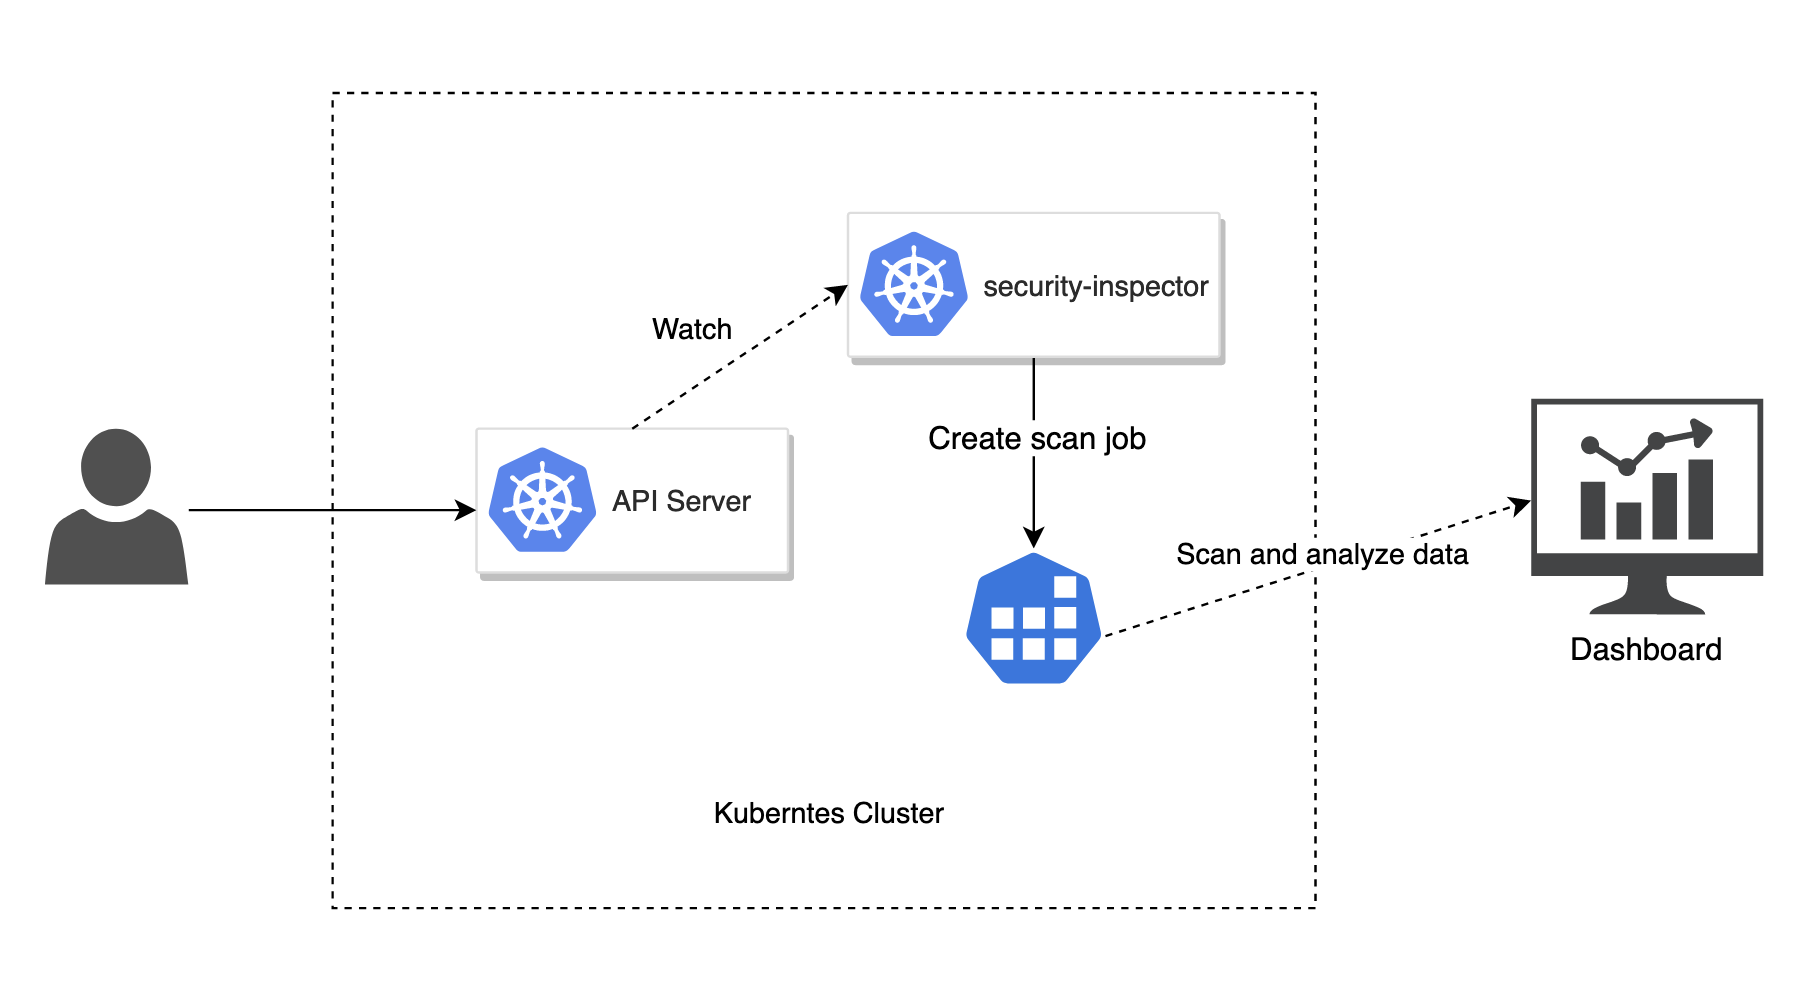 security-inspector
Watch
Create scan job
API Server
Scan and analyze data
Dashboard
Kuberntes Cluster